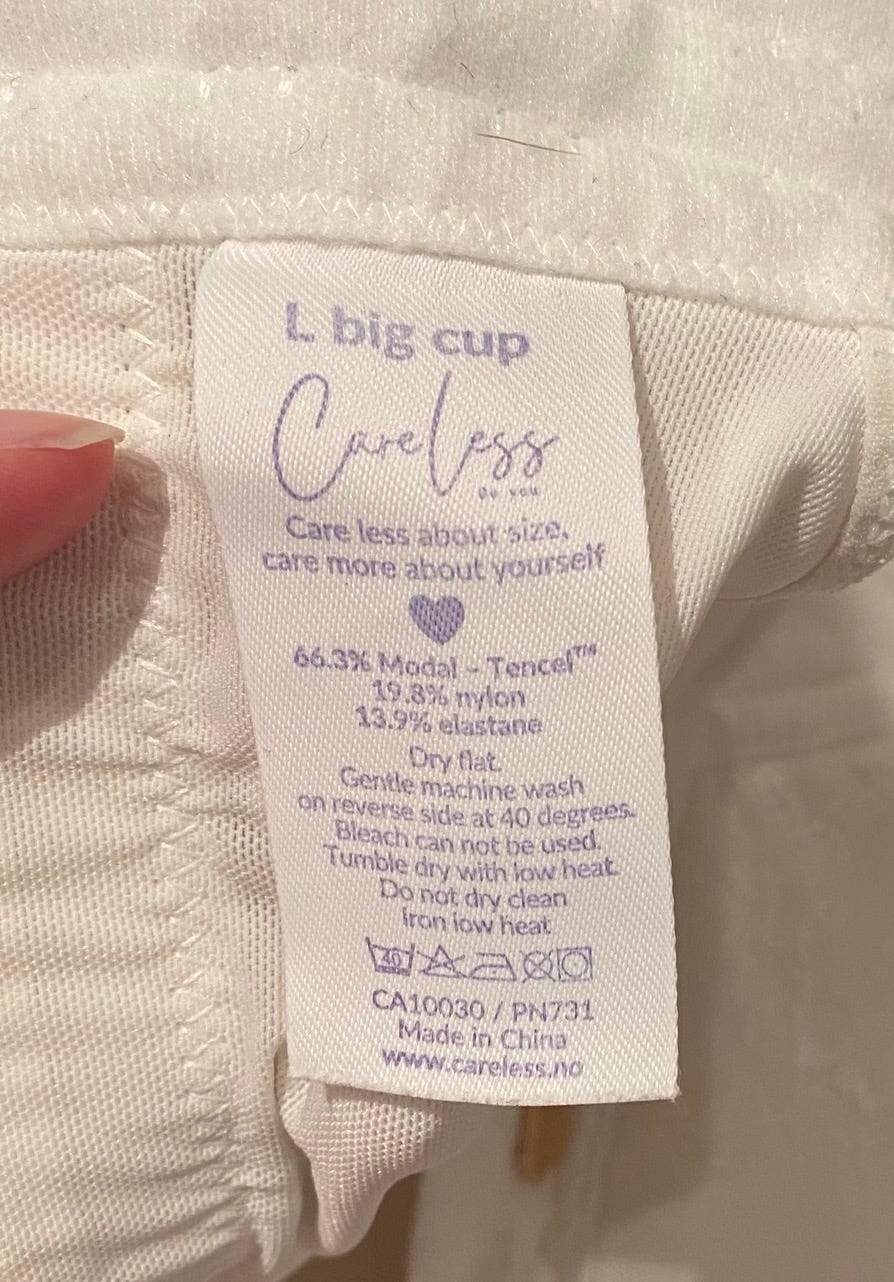 L big cup
CareLess
Be you
Care less about size,
care more about yourself
66.3% Modal - Tencel™
19.8% nylon
13.9% elastane
Dry flat.
Gentle machine wash
on reverse side at 40 degrees.
Bleach can not be used.
Tumble dry with low heat.
Do not dry clean
Iron low heat
40
CA10030 / PN731
Made in China
www.careless.no